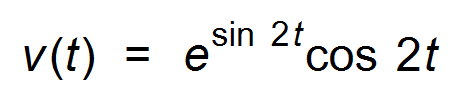 v(t) = e^{sin 2t}cos 2t